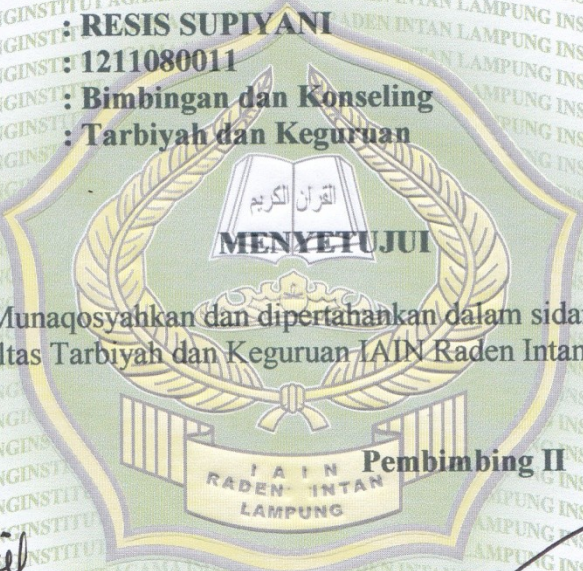 : RESIS SUPIYANI
: 1211080011
: Bimbingan dan Konseling
: Tarbiyah dan Keguruan
القرآن الكريم
MENYETUJUI
Munaqosyahkan dan dipertahankan dalam sida
ltas Tarbiyah dan Keguruan IAIN Raden Intan
Pembimbing II
IAIN
RADEN INTAN
LAMPUNG